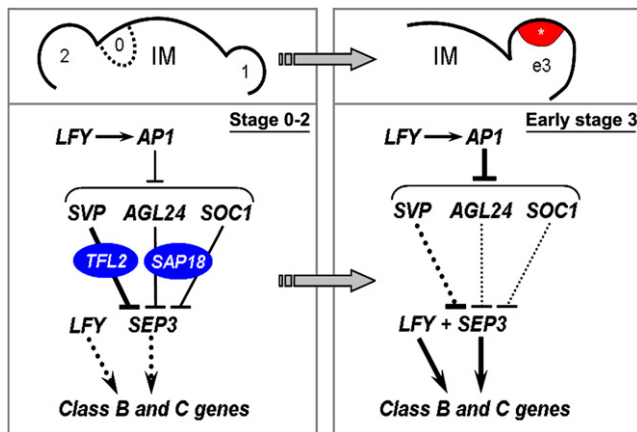 2
0
IM
1
Stage 0-2
LFY AP1
SVP AGL24 SOC1
TFL2 SAP18
LFY SEP3
Class B and C genes
*
IM
e3
Early stage 3
LFY AP1
SVP AGL24 SOC1
LFY + SEP3
Class B and C genes